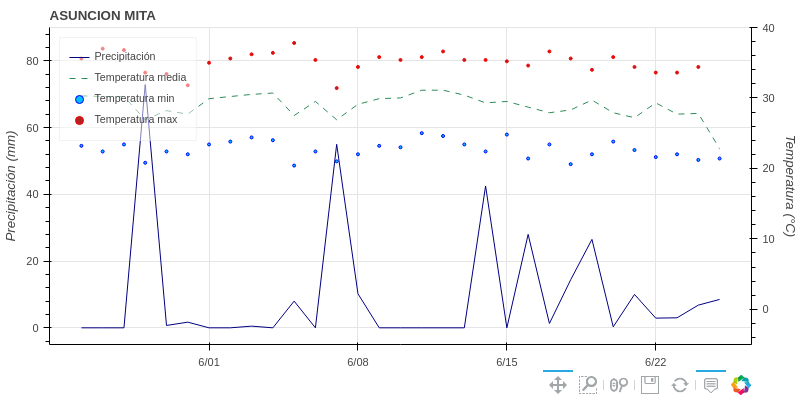 ASUNCION MITA
Precipitación
Temperatura media
Temperatura min
Temperatura max
Precipitación (mm)
80
60
40
20
0
40
30
20
10
0
Temperatura (°C)
6/01
6/08
6/15
6/22